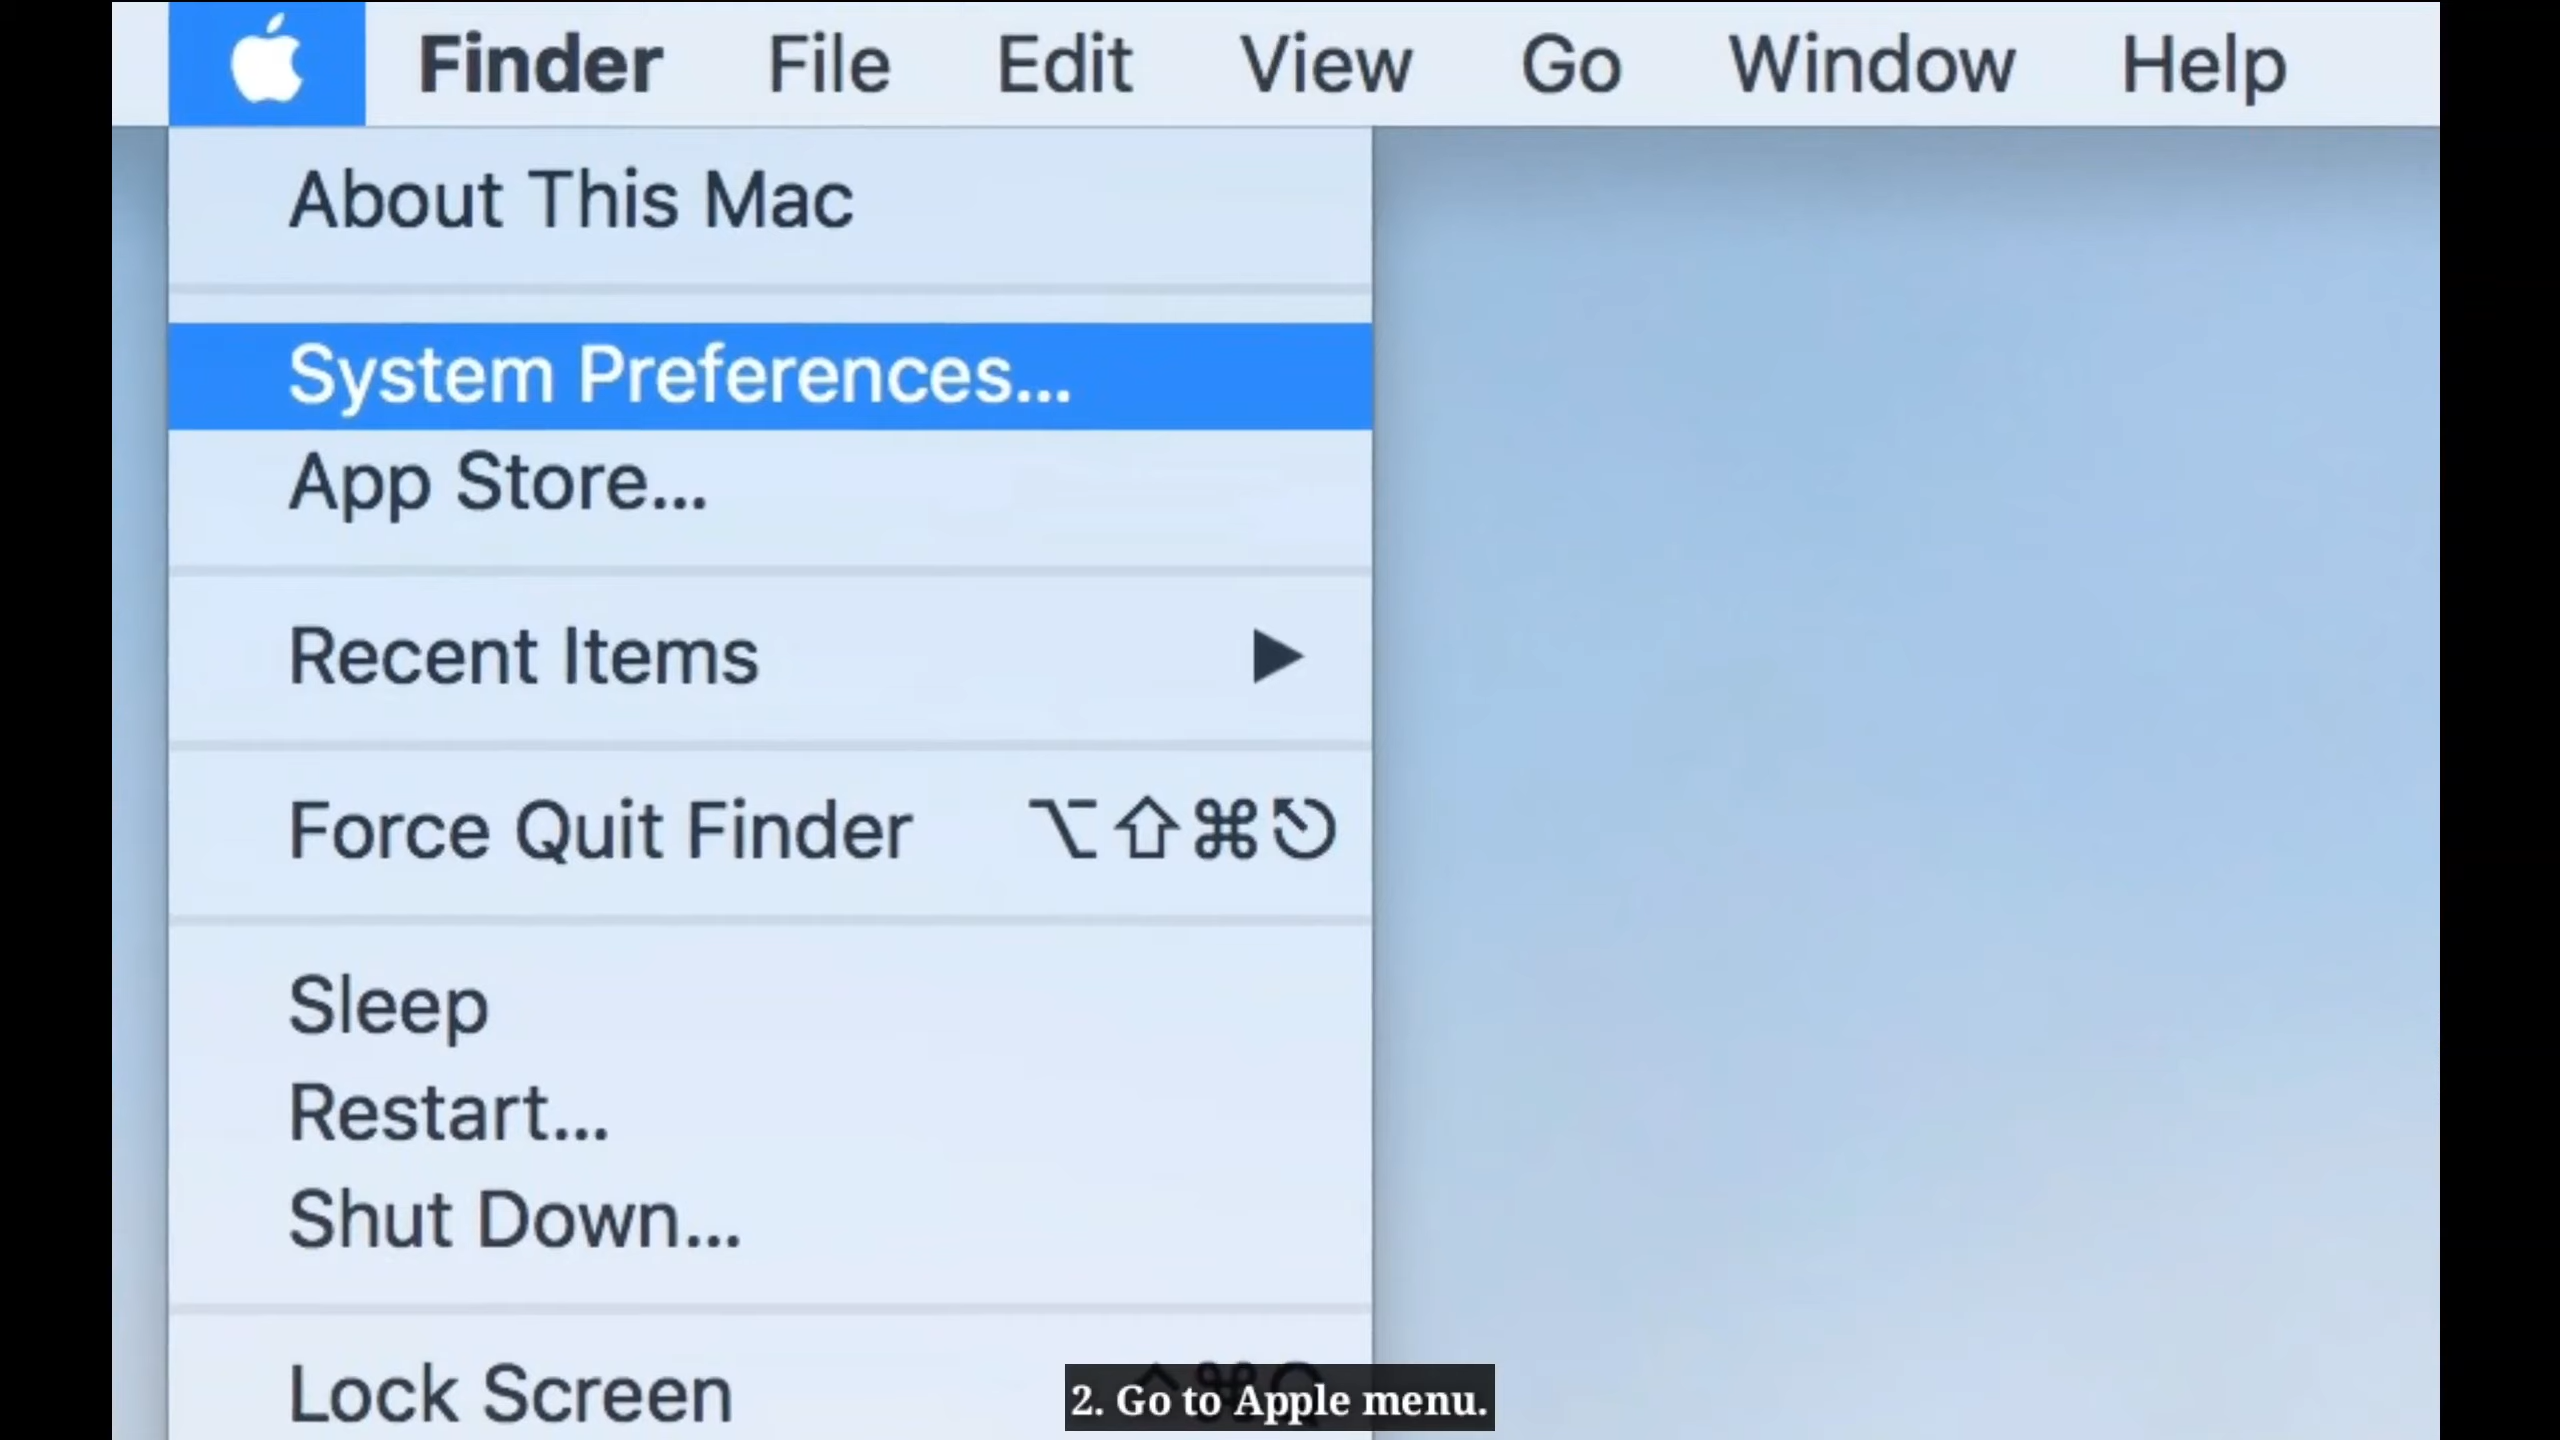 Finder File Edit View Go Window Help
About This Mac
System Preferences...
App Store...
Recent Items ▶
Force Quit Finder ⌥⇧⌘⎋
Sleep
Restart...
Shut Down...
Lock Screen ^⌘Q
2. Go to Apple menu.